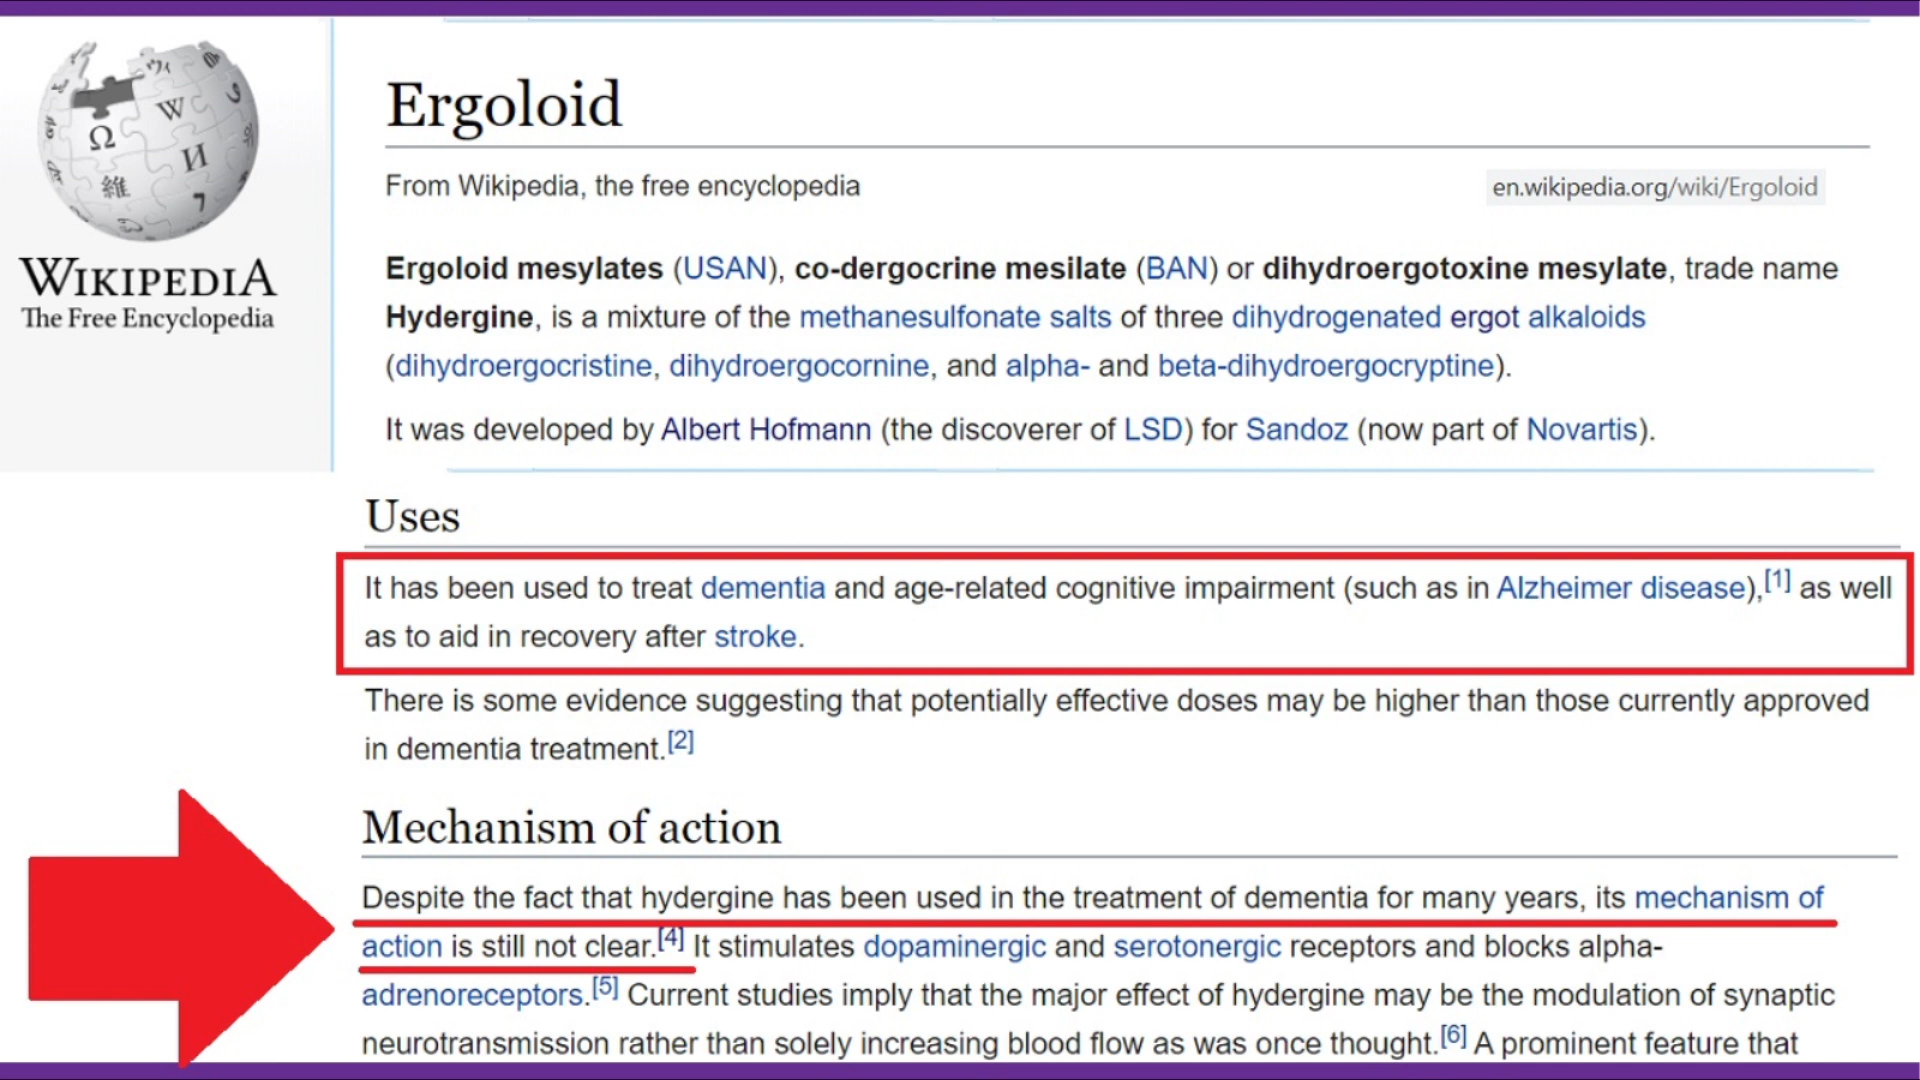 WIKIPEDIA
The Free Encyclopedia
Ergoloid
From Wikipedia, the free encyclopedia
en.wikipedia.org/wiki/Ergoloid
Ergoloid mesylates (USAN), co-dergocrine mesilate (BAN) or dihydroergotoxine mesylate, trade name
Hydergine, is a mixture of the methanesulfonate salts of three dihydrogenated ergot alkaloids
(dihydroergocristine, dihydroergocornine, and alpha- and beta-dihydroergocryptine).
It was developed by Albert Hofmann (the discoverer of LSD) for Sandoz (now part of Novartis).
Uses
It has been used to treat dementia and age-related cognitive impairment (such as in Alzheimer disease),[1] as well
as to aid in recovery after stroke.
There is some evidence suggesting that potentially effective doses may be higher than those currently approved
in dementia treatment.[2]
Mechanism of action
Despite the fact that hydergine has been used in the treatment of dementia for many years, its mechanism of
action is still not clear.[4] It stimulates dopaminergic and serotonergic receptors and blocks alpha-
adrenoreceptors.[5] Current studies imply that the major effect of hydergine may be the modulation of synaptic
neurotransmission rather than solely increasing blood flow as was once thought.[6] A prominent feature that